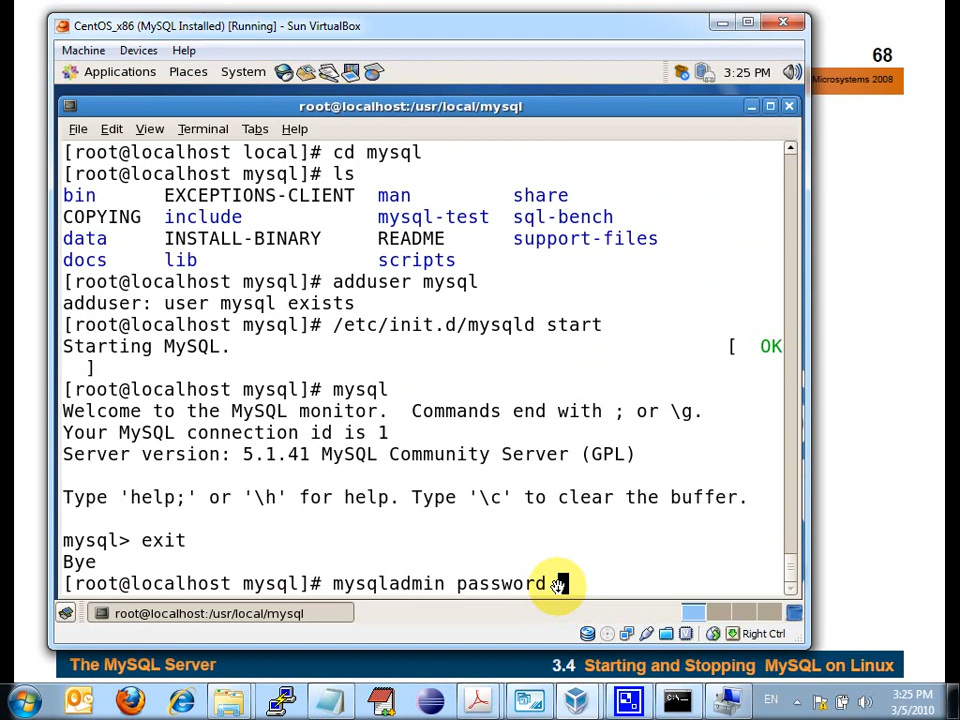 CentOS_x86 (MySQL Installed) [Running] - Sun VirtualBox
Machine Devices Help
68
Microsystems 2008
Applications Places System 3:25 PM
root@localhost:/usr/local/mysql
File Edit View Terminal Tabs Help
[root@localhost local]# cd mysql
[root@localhost mysql]# ls
bin EXCEPTIONS-CLIENT man share
COPYING include mysql-test sql-bench
data INSTALL-BINARY README support-files
docs lib scripts
[root@localhost mysql]# adduser mysql
adduser: user mysql exists
[root@localhost mysql]# /etc/init.d/mysqld start
Starting MySQL. [ OK
]
[root@localhost mysql]# mysql
Welcome to the MySQL monitor. Commands end with ; or \g.
Your MySQL connection id is 1
Server version: 5.1.41 MySQL Community Server (GPL)
Type 'help;' or '\h' for help. Type '\c' to clear the buffer.
mysql> exit
Bye
[root@localhost mysql]# mysqladmin password
root@localhost:/usr/local/mysql
Right Ctrl
The MySQL Server 3.4 Starting and Stopping MySQL on Linux
EN 3:25 PM
3/5/2010